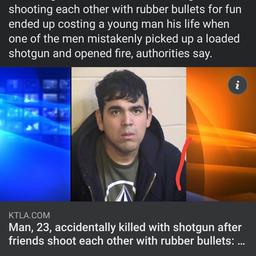 shooting each other with rubber bullets for fun
ended up costing a young man his life when
one of the men mistakenly picked up a loaded
shotgun and opened fire, authorities say.
i
KTLA.COM
Man, 23, accidentally killed with shotgun after
friends shoot each other with rubber bullets: ...